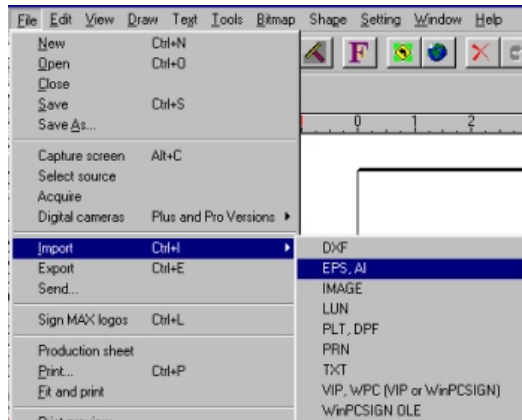 File Edit View Draw Text Tools Bitmap Shape Setting Window Help
New Ctrl+N
Open Ctrl+O
Close
Save Ctrl+S
Save As...
Capture screen Alt+C
Select source
Acquire
Digital cameras Plus and Pro Versions
Import Ctrl+I
Export Ctrl+E
Send...
Sign MAX logos Ctrl+L
Production sheet
Print... Ctrl+P
Fit and print
Print preview
F
0 1 2
DXF
EPS, AI
IMAGE
LUN
PLT, DPF
PRN
TXT
VIP, WPC (VIP or WinPCSIGN)
WinPCSIGN OLE